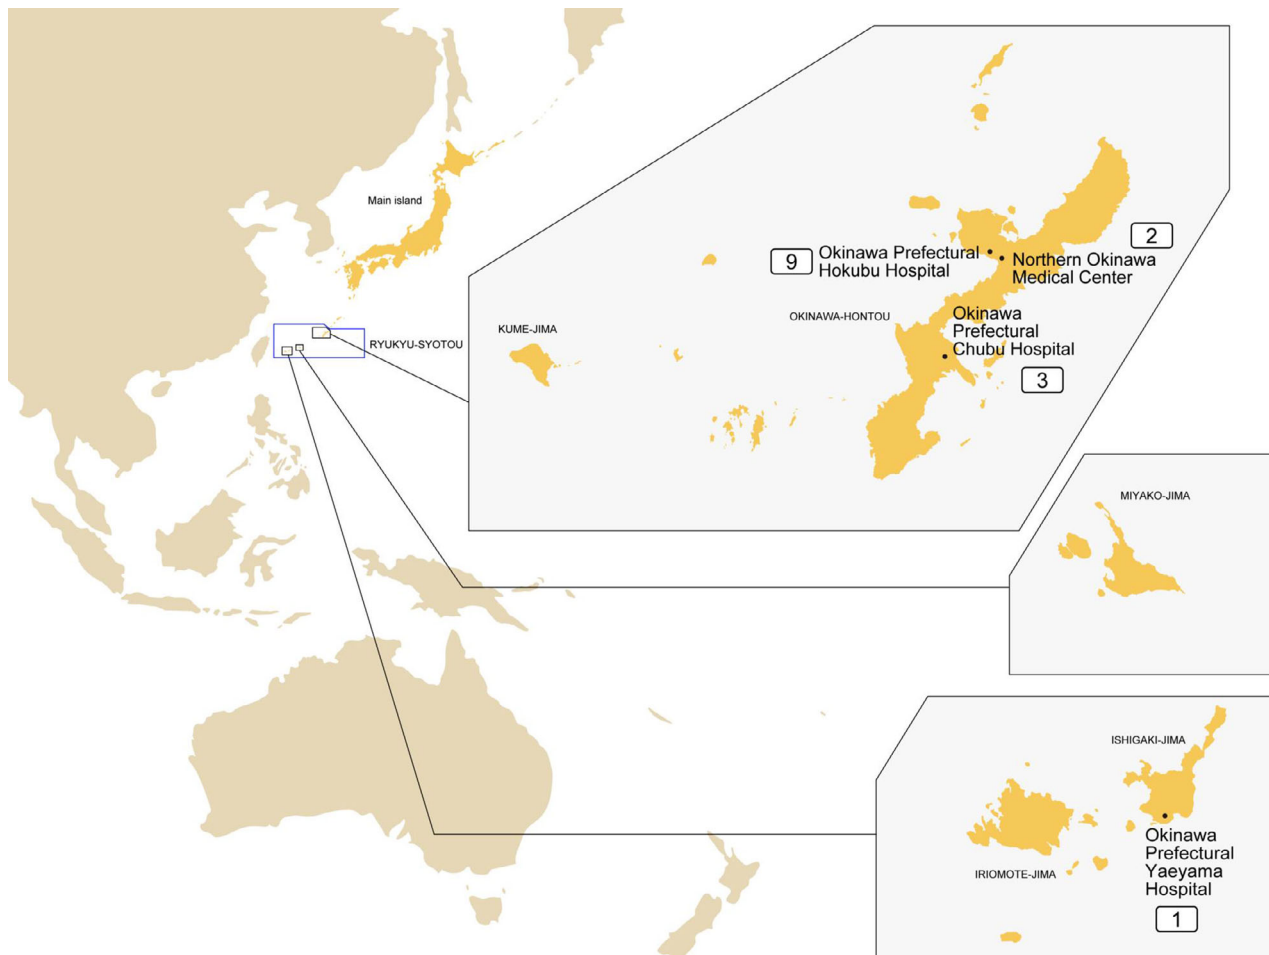 Main island
RYUKYU-SYOTOU
KUME-JIMA
OKINAWA-HONTOU
9
Okinawa Prefectural
Hokubu Hospital
2
Northern Okinawa
Medical Center
Okinawa
Prefectural
Chubu Hospital
3
MIYAKO-JIMA
ISHIGAKI-JIMA
IRIOMOTE-JIMA
Okinawa
Prefectural
Yaeyama
Hospital
1